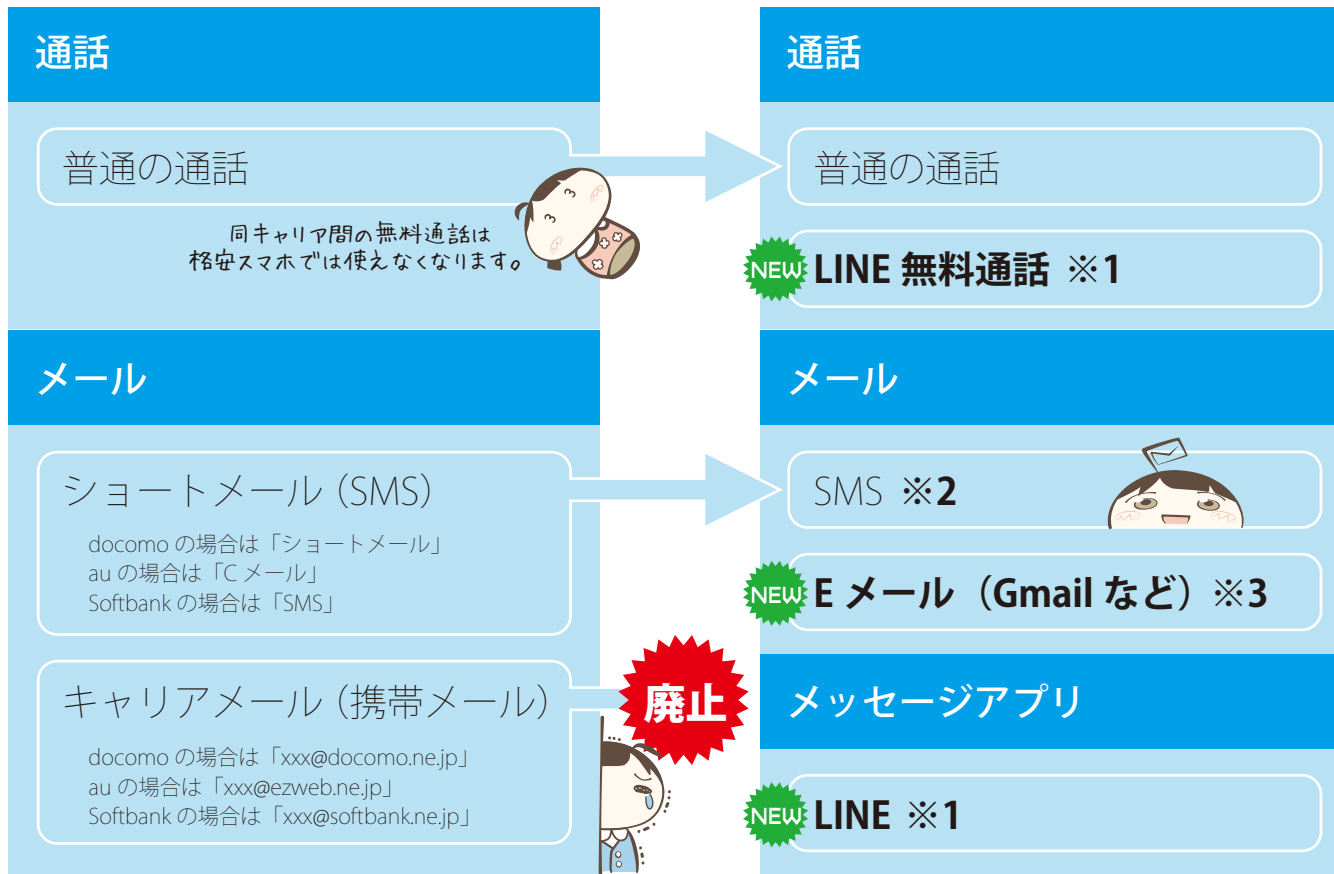 通話
普通の通話
同キャリア間の無料通話は
格安スマホでは使えなくなります。
メール
ショートメール（SMS）
docomo の場合は「ショートメール」
au の場合は「C メール」
Softbank の場合は「SMS」
キャリアメール（携帯メール）
docomo の場合は「xxx@docomo.ne.jp」
au の場合は「xxx@ezweb.ne.jp」
Softbank の場合は「xxx@softbank.ne.jp」
廃止
通話
普通の通話
NEW LINE 無料通話 ※1
メール
SMS ※2
NEW E メール（Gmail など）※3
メッセージアプリ
NEW LINE ※1